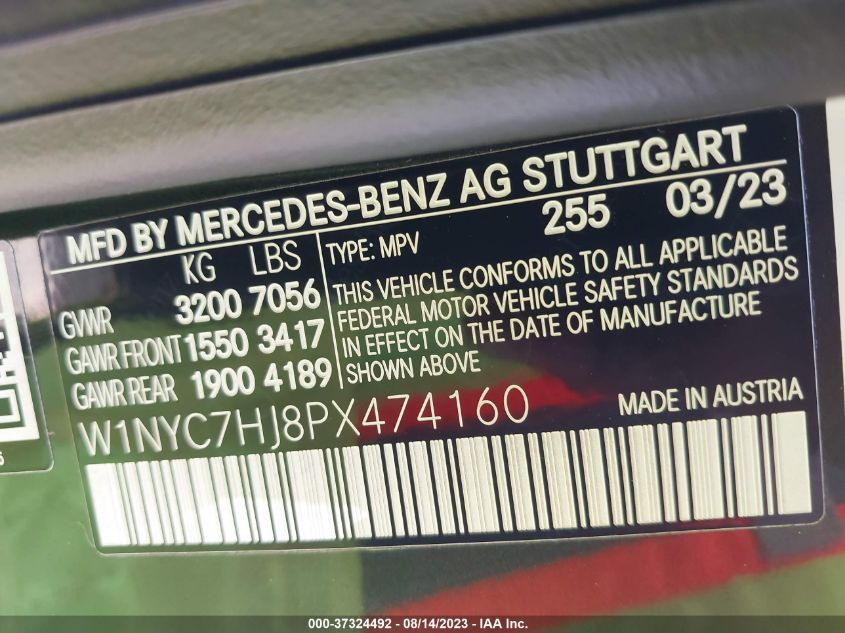 MFD BY MERCEDES-BENZ AG STUTTGART
255 03/23
KG LBS
GVWR 3200 7056
GAWR FRONT 1550 3417
GAWR REAR 1900 4189
TYPE: MPV
THIS VEHICLE CONFORMS TO ALL APPLICABLE
FEDERAL MOTOR VEHICLE SAFETY STANDARDS
IN EFFECT ON THE DATE OF MANUFACTURE
SHOWN ABOVE
W1NYC7HJ8PX474160
MADE IN AUSTRIA
000-37324492 - 08/14/2023 - IAA Inc.